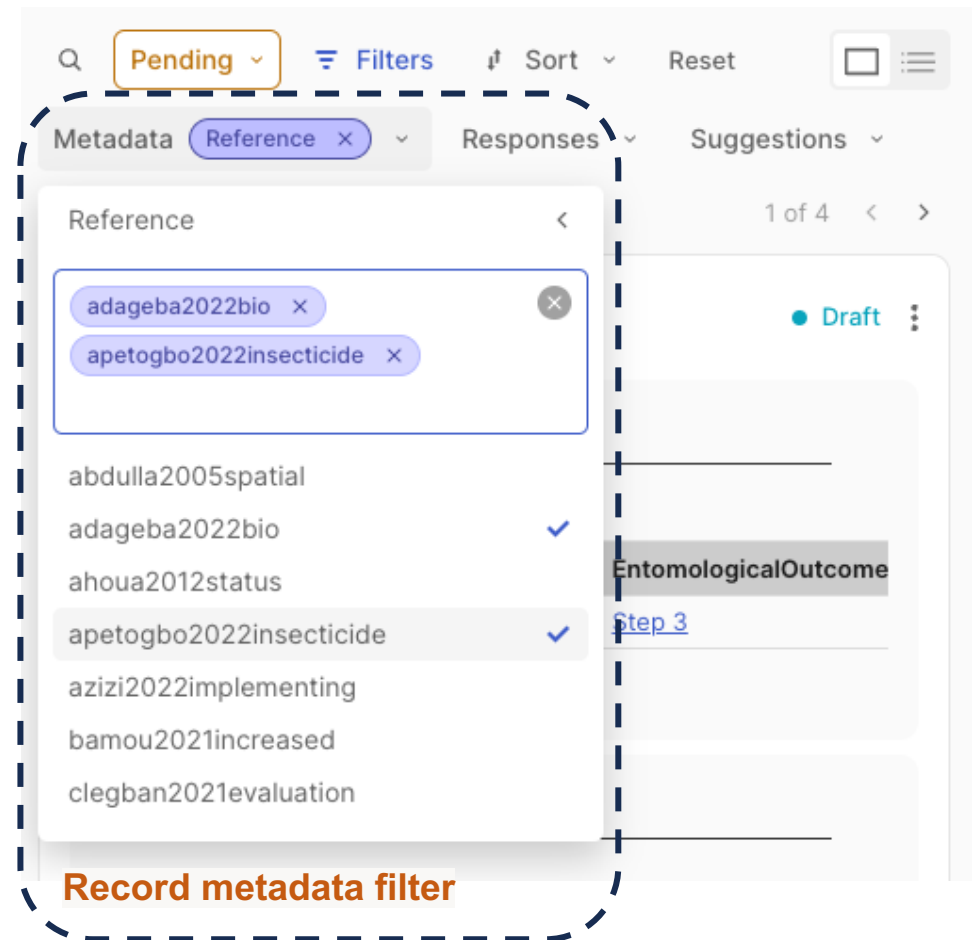 Pending Filters Sort Reset
Metadata Reference × Responses Suggestions
Reference
1 of 4
adageba2022bio ×
Draft
apetogbo2022insecticide ×
abdulla2005spatial
adageba2022bio
EntomologicalOutcome
ahoua2012status
Step 3
apetogbo2022insecticide
azizi2022implementing
bamou2021increased
clegban2021evaluation
Record metadata filter